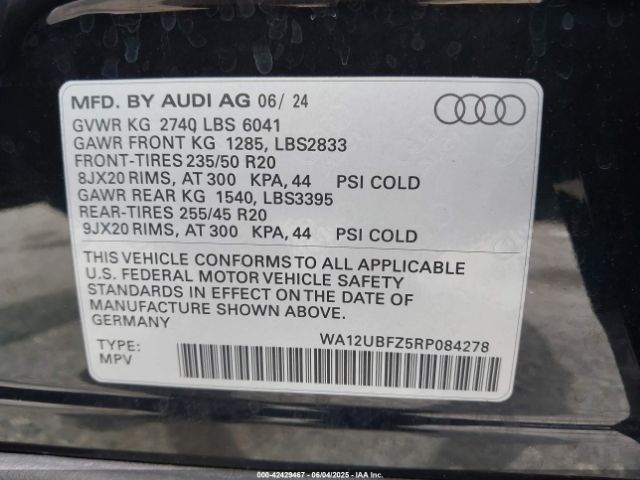 MFD. BY AUDI AG 06/ 24
GVWR KG 2740 LBS 6041
GAWR FRONT KG 1285, LBS2833
FRONT-TIRES 235/50 R20
8JX20 RIMS, AT 300 KPA, 44 PSI COLD
GAWR REAR KG 1540, LBS3395
REAR-TIRES 255/45 R20
9JX20 RIMS, AT 300 KPA, 44 PSI COLD
THIS VEHICLE CONFORMS TO ALL APPLICABLE
U.S. FEDERAL MOTOR VEHICLE SAFETY
STANDARDS IN EFFECT ON THE DATE OF
MANUFACTURE SHOWN ABOVE.
GERMANY
WA12UBFZ5RP084278
TYPE:
MPV
000-42429467 - 06/04/2025 - IAA Inc.